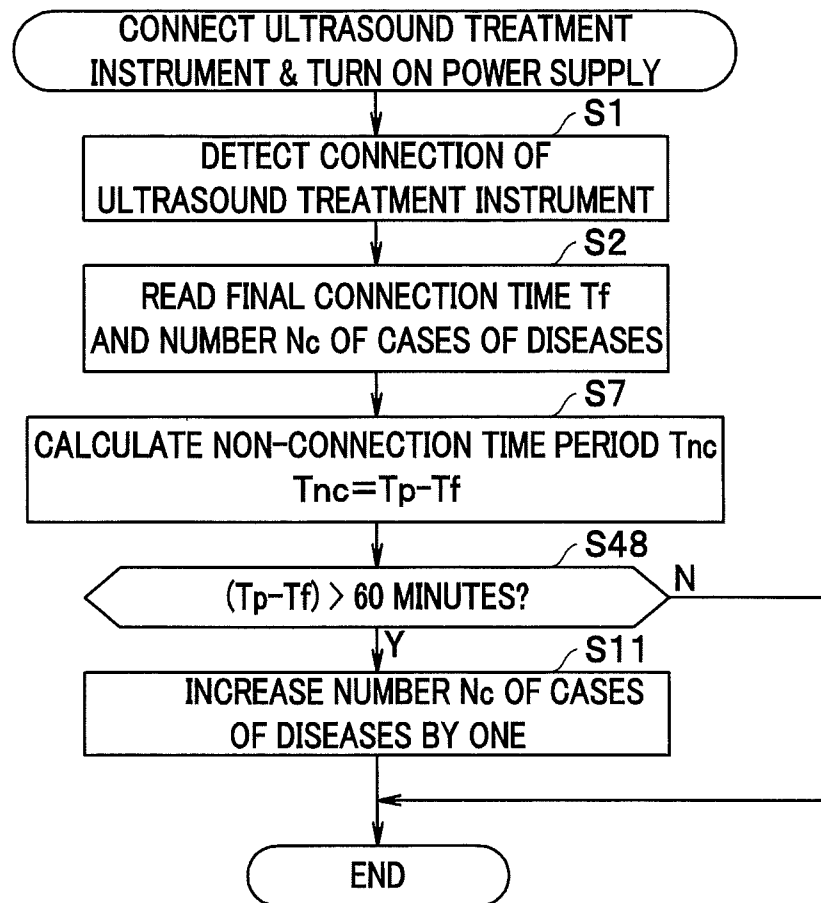 CONNECT ULTRASOUND TREATMENT
INSTRUMENT & TURN ON POWER SUPPLY
S1
DETECT CONNECTION OF
ULTRASOUND TREATMENT INSTRUMENT
S2
READ FINAL CONNECTION TIME Tf
AND NUMBER Nc OF CASES OF DISEASES
S7
CALCULATE NON-CONNECTION TIME PERIOD Tnc
Tnc=Tp-Tf
S48
(Tp-Tf) > 60 MINUTES?
N
Y
S11
INCREASE NUMBER Nc OF CASES
OF DISEASES BY ONE
END